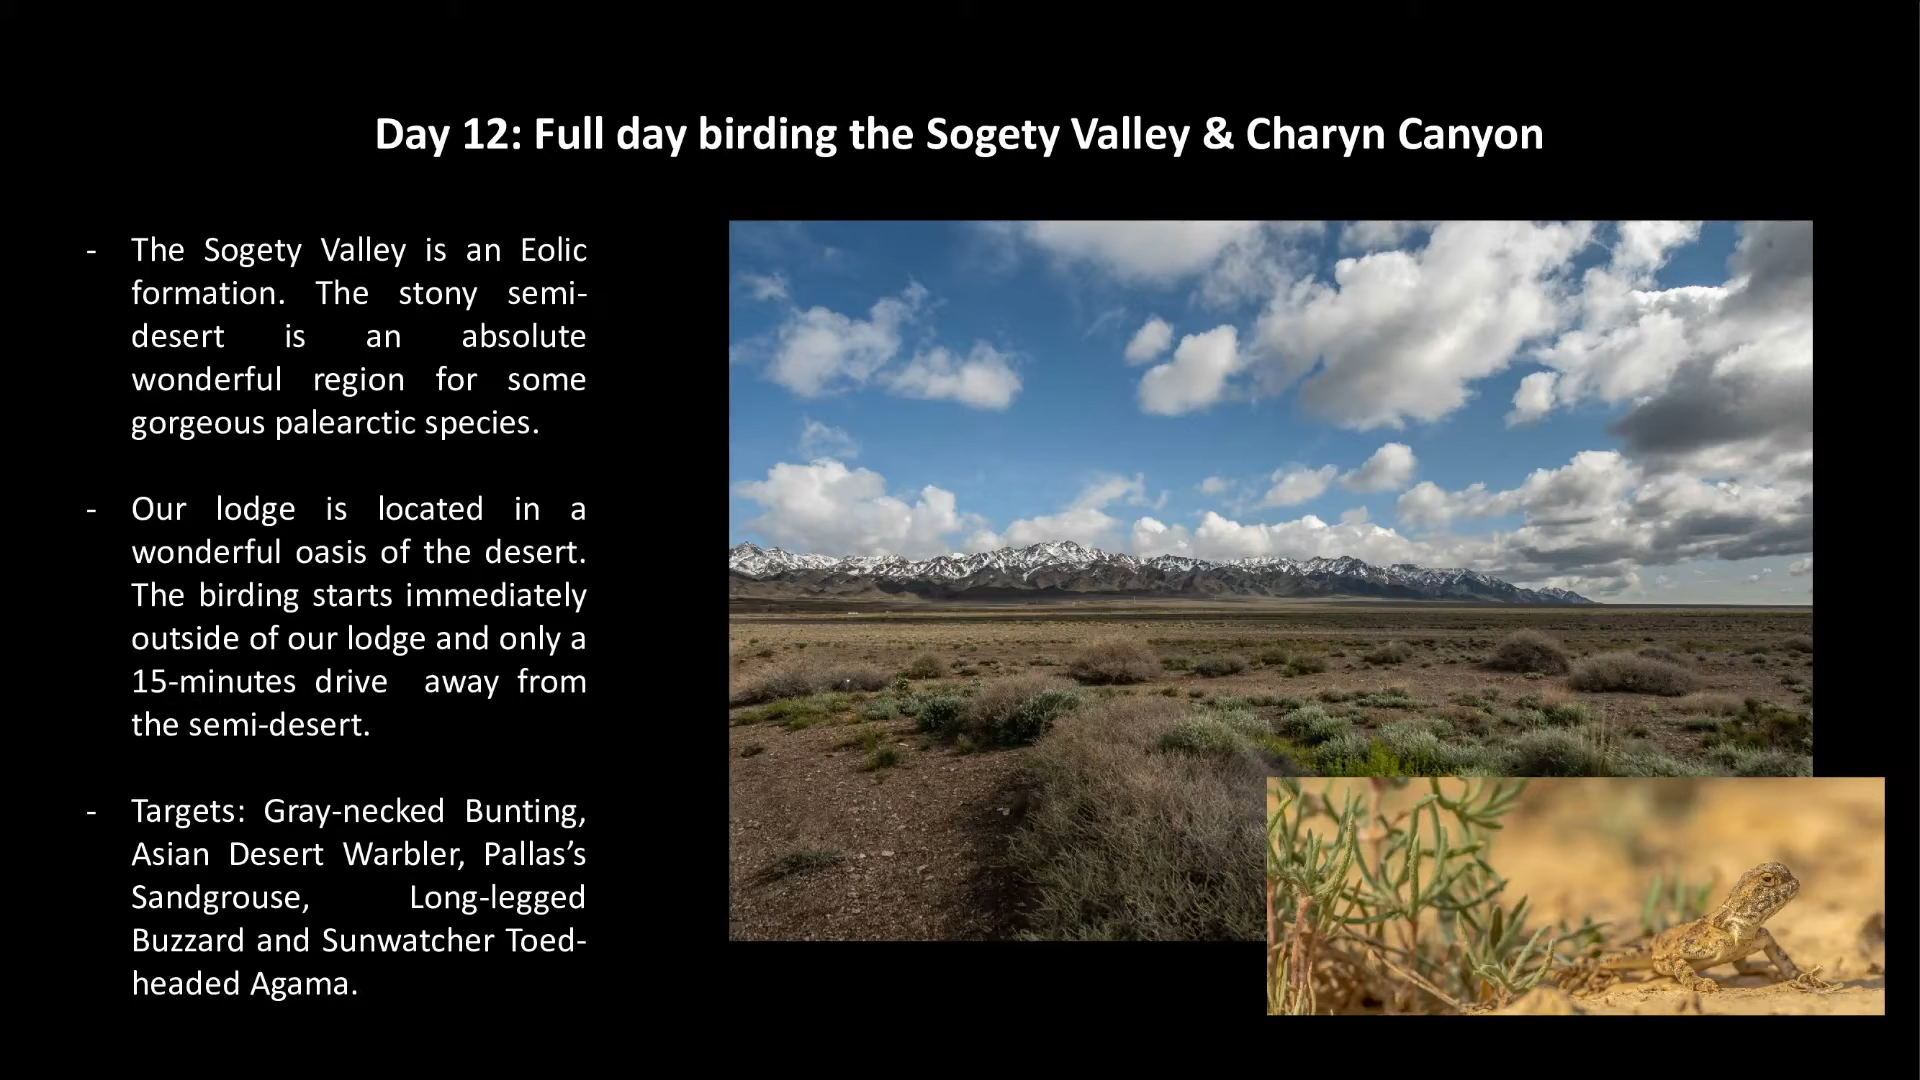 Day 12: Full day birding the Sogety Valley & Charyn Canyon
- The Sogety Valley is an Eolic
formation. The stony semi-
desert is an absolute
wonderful region for some
gorgeous palearctic species.
- Our lodge is located in a
wonderful oasis of the desert.
The birding starts immediately
outside of our lodge and only a
15-minutes drive away from
the semi-desert.
- Targets: Gray-necked Bunting,
Asian Desert Warbler, Pallas’s
Sandgrouse, Long-legged
Buzzard and Sunwatcher Toed-
headed Agama.